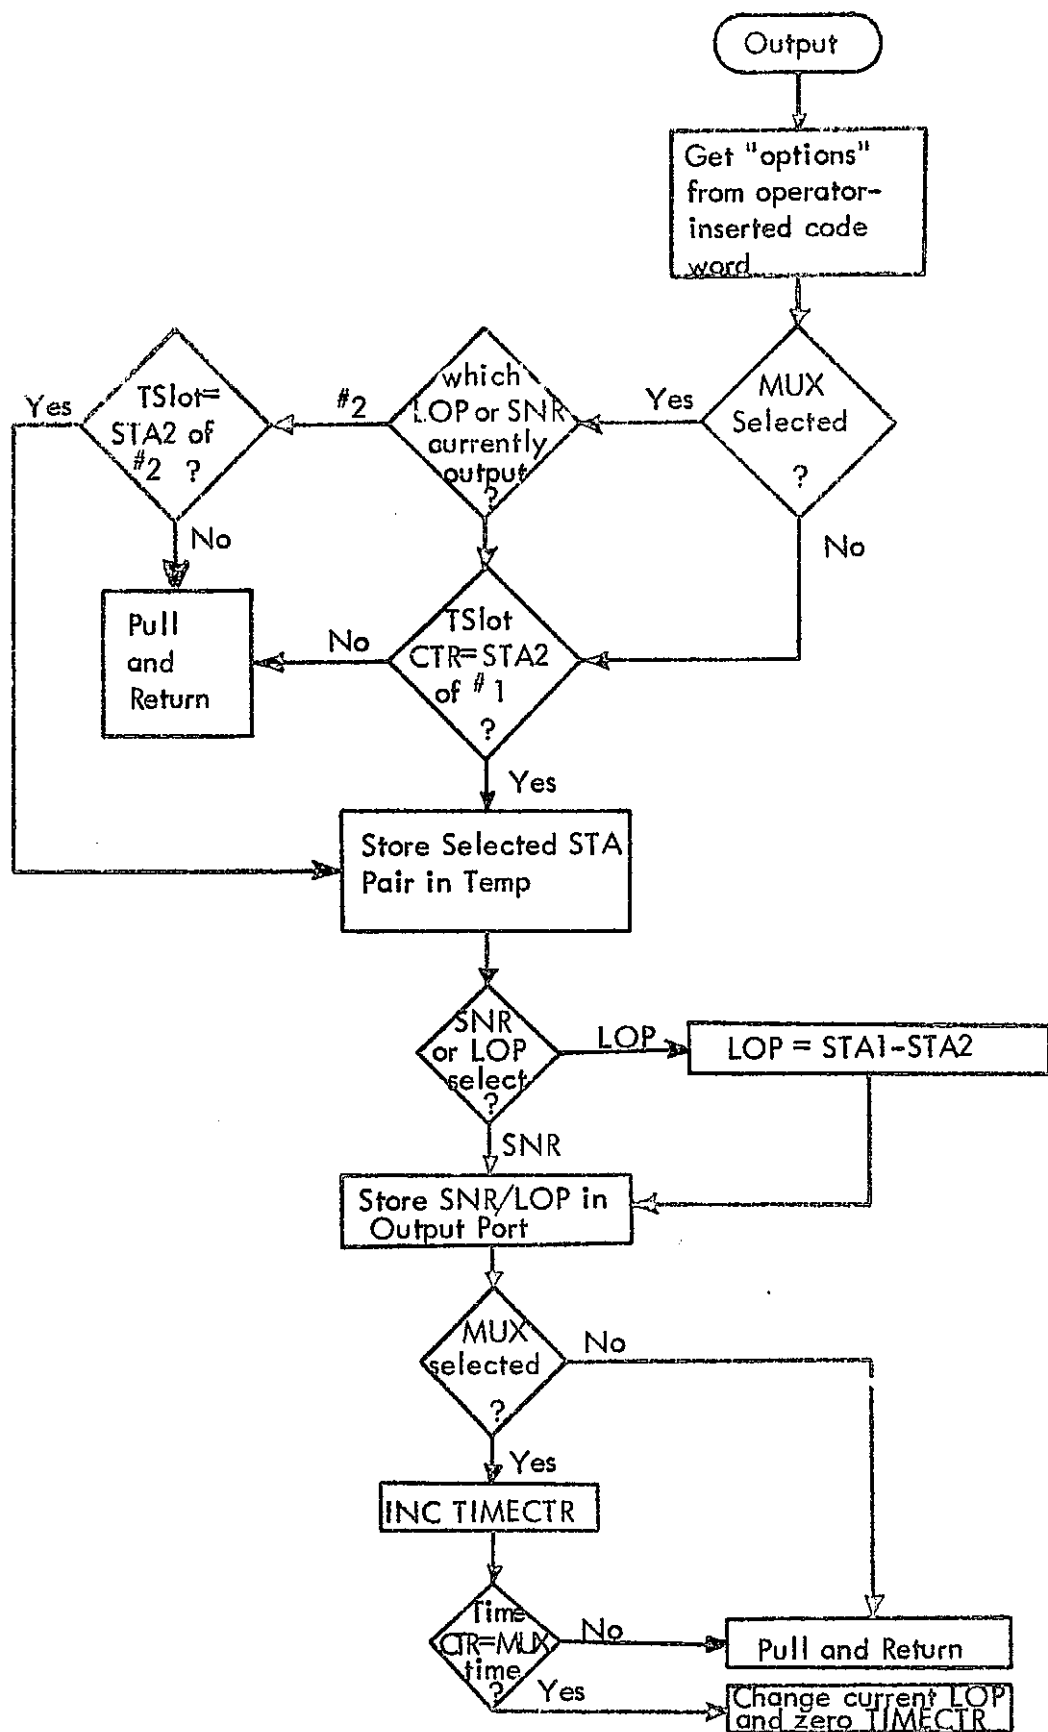 Output
Get "options"
from operator-
inserted code
word
MUX
Selected
?
Yes
No
which
LOP or SNR
currently
output
?
#2
TSlot=
STA2 of
#2 ?
Yes
No
Pull
and
Return
TSlot
CTR=STA2
of #1
?
No
Yes
Store Selected STA
Pair in Temp
SNR
or LOP
select
?
LOP
LOP = STA1-STA2
SNR
Store SNR/LOP in
Output Port
MUX
selected
?
No
Yes
INC TIMECTR
Time
CTR=MUX
time
?
No
Pull and Return
Yes
Change current LOP
and zero TIMECTR